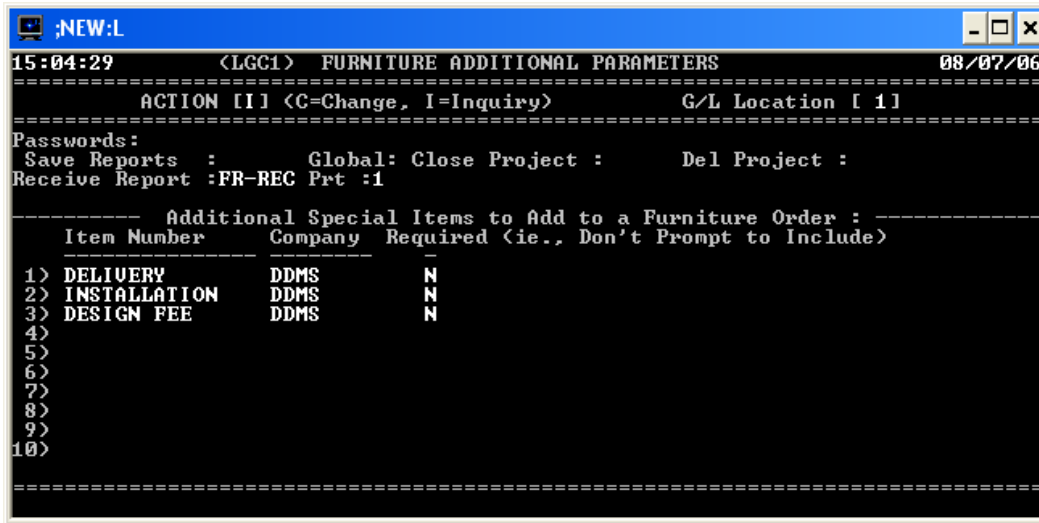 ;NEW:L
15:04:29 (LGC1) FURNITURE ADDITIONAL PARAMETERS 08/07/06
================================================================================
ACTION [I] (C=Change, I=Inquiry) G/L Location [ 1]
================================================================================
Passwords:
Save Reports : Global: Close Project : Del Project :
Receive Report :FR-REC Prt :1
---------- Additional Special Items to Add to a Furniture Order : -------------
Item Number Company Required (ie., Don't Prompt to Include)
--------------- -------- -
1) DELIVERY DDMS N
2) INSTALLATION DDMS N
3) DESIGN FEE DDMS N
4)
5)
6)
7)
8)
9)
10)
================================================================================